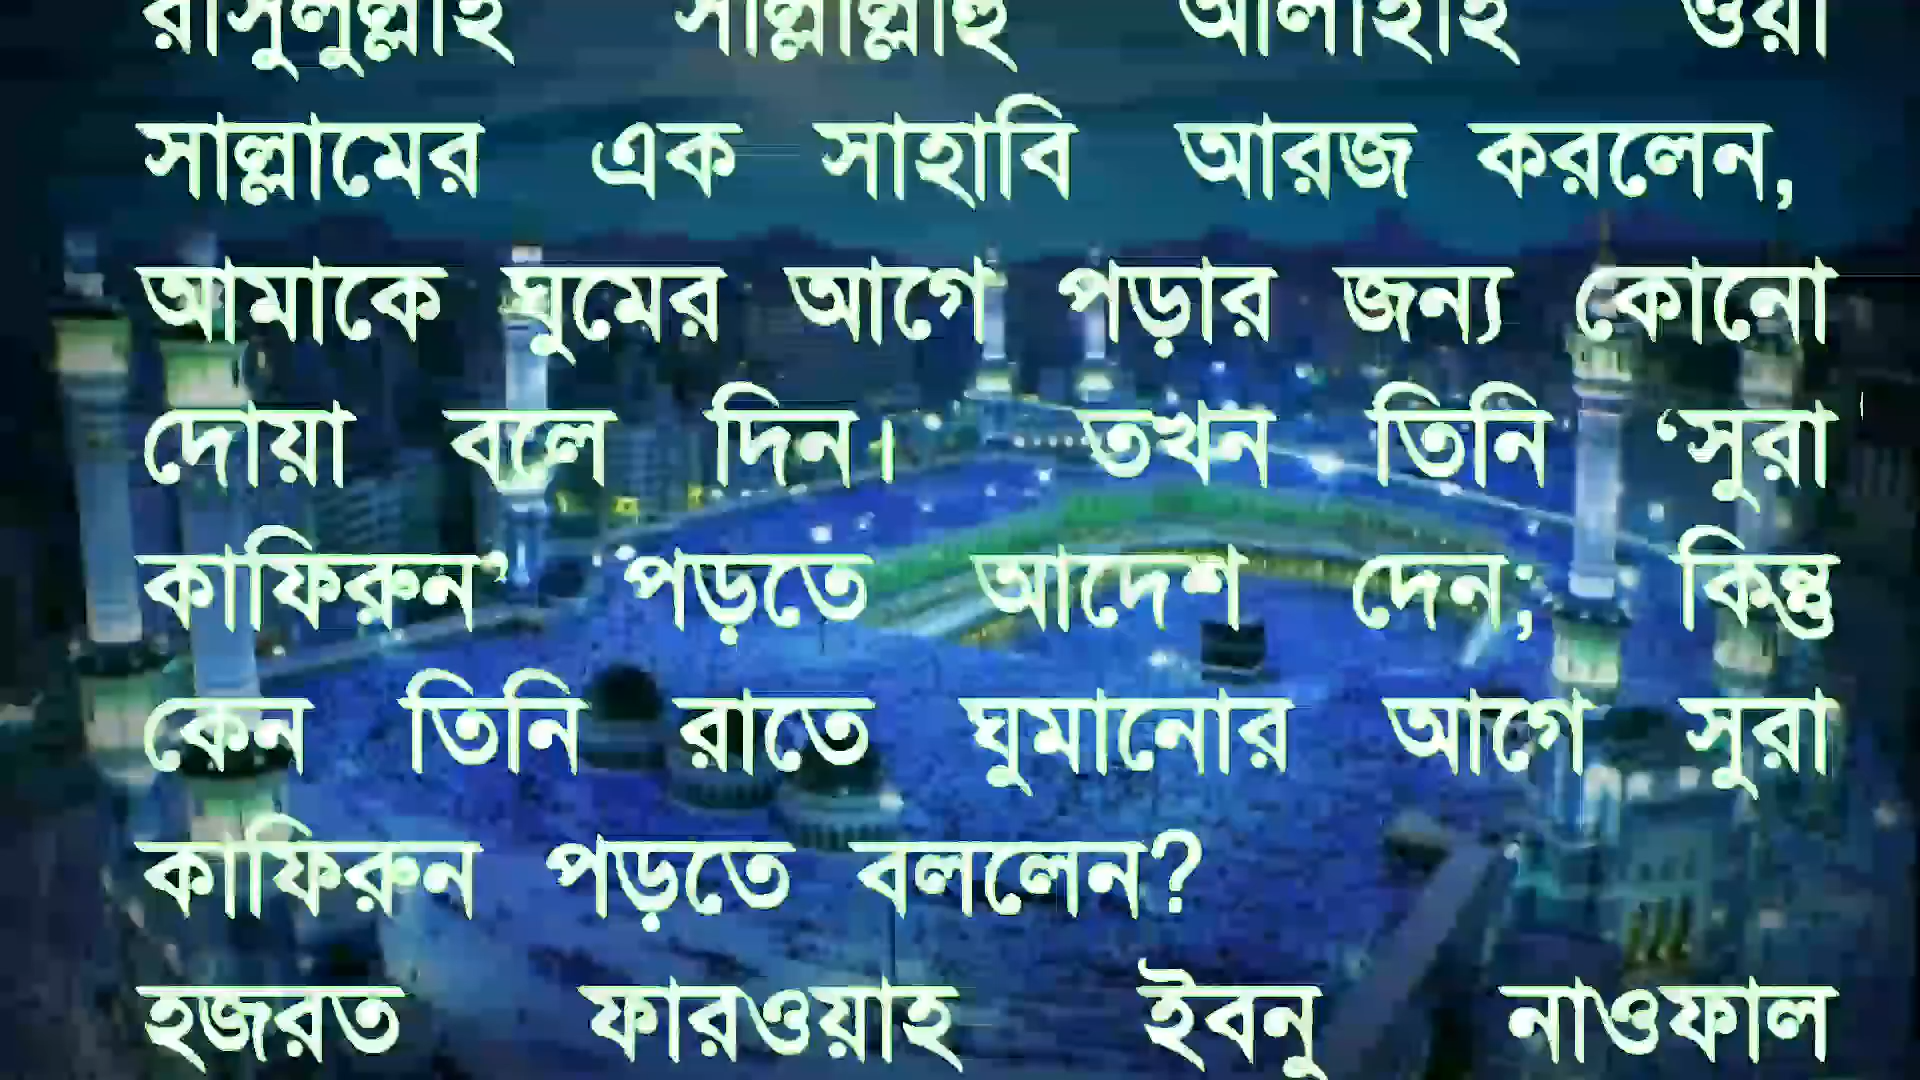 রাসুলুল্লাহ সাল্লাল্লাহু আলাইহি ওয়া
সাল্লামের এক সাহাবি আরজ করলেন,
আমাকে ঘুমের আগে পড়ার জন্য কোনো
দোয়া বলে দিন। তখন তিনি ‘সুরা
কাফিরুন’ পড়তে আদেশ দেন; কিন্তু
কেন তিনি রাতে ঘুমানোর আগে সুরা
কাফিরুন পড়তে বললেন?
হজরত ফারওয়াহ ইবনু নাওফাল